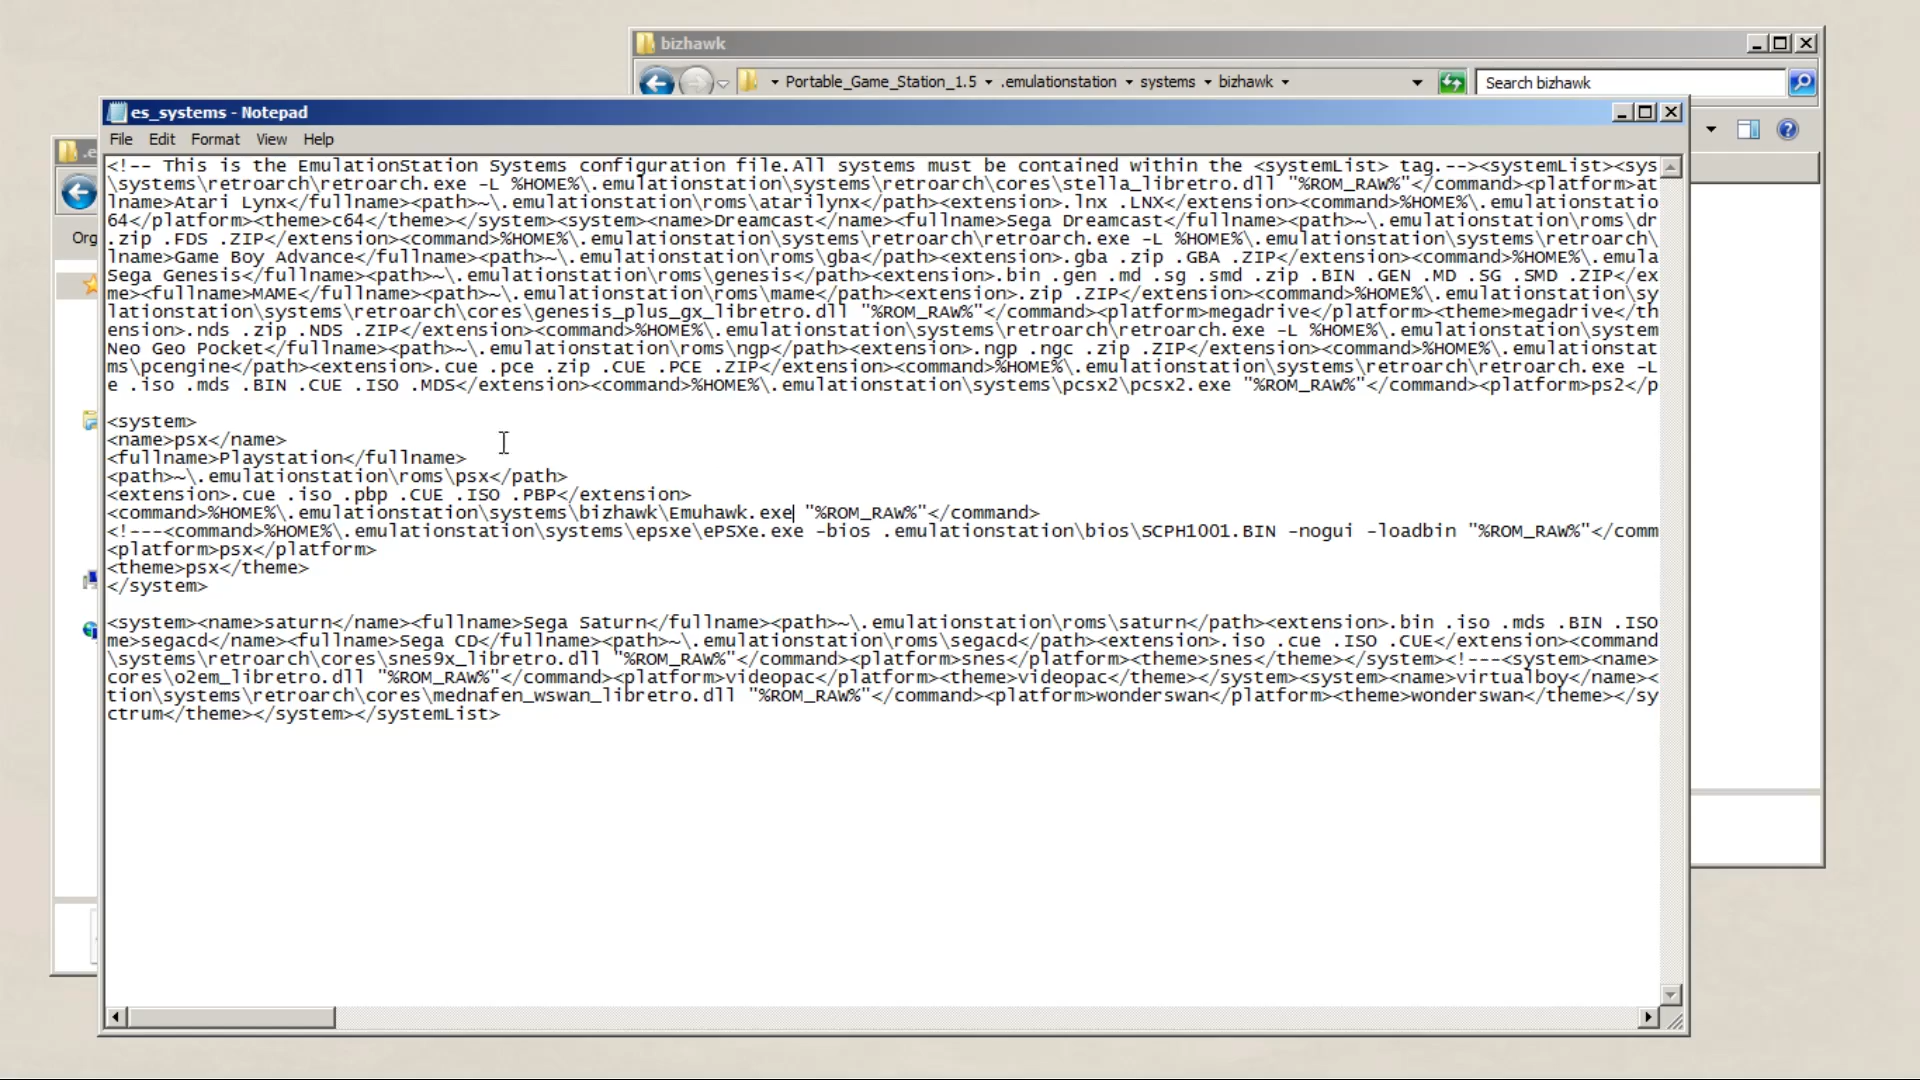 bizhawk
Portable_Game_Station_1.5 .emulationstation systems bizhawk
Search bizhawk
es_systems - Notepad
.e
File Edit Format View Help
Org
<!-- This is the EmulationStation Systems configuration file.All systems must be contained within the <systemList> tag.--><systemList><sys
\systems\retroarch\retroarch.exe -L %HOME%\.emulationstation\systems\retroarch\cores\stella_libretro.dll "%ROM_RAW%"</command><platform>at
lname>Atari Lynx</fullname><path>~\.emulationstation\roms\atarilynx</path><extension>.lnx .LNX</extension><command>%HOME%\.emulationstatio
64</platform><theme>c64</theme></system><system><name>Dreamcast</name><fullname>Sega Dreamcast</fullname><path>~\.emulationstation\roms\dr
.zip .FDS .ZIP</extension><command>%HOME%\.emulationstation\systems\retroarch\retroarch.exe -L %HOME%\.emulationstation\systems\retroarch\
lname>Game Boy Advance</fullname><path>~\.emulationstation\roms\gba</path><extension>.gba .zip .GBA .ZIP</extension><command>%HOME%\.emula
Sega Genesis</fullname><path>~\.emulationstation\roms\genesis</path><extension>.bin .gen .md .sg .smd .zip .BIN .GEN .MD .SG .SMD .ZIP</ex
me><fullname>MAME</fullname><path>~\.emulationstation\roms\mame</path><extension>.zip .ZIP</extension><command>%HOME%\.emulationstation\sy
lationstation\systems\retroarch\cores\genesis_plus_gx_libretro.dll "%ROM_RAW%"</command><platform>megadrive</platform><theme>megadrive</th
ension>.nds .zip .NDS .ZIP</extension><command>%HOME%\.emulationstation\systems\retroarch\retroarch.exe -L %HOME%\.emulationstation\system
Neo Geo Pocket</fullname><path>~\.emulationstation\roms\ngp</path><extension>.ngp .ngc .zip .ZIP</extension><command>%HOME%\.emulationstat
ms\pcengine</path><extension>.cue .pce .zip .CUE .PCE .ZIP</extension><command>%HOME%\.emulationstation\systems\retroarch\retroarch.exe -L
e .iso .mds .BIN .CUE .ISO .MDS</extension><command>%HOME%\.emulationstation\systems\pcsx2\pcsx2.exe "%ROM_RAW%"</command><platform>ps2</p
<system>
<name>psx</name>
<fullname>Playstation</fullname>
<path>~\.emulationstation\roms\psx</path>
<extension>.cue .iso .pbp .CUE .ISO .PBP</extension>
<command>%HOME%\.emulationstation\systems\bizhawk\Emuhawk.exe "%ROM_RAW%"</command>
<!---<command>%HOME%\.emulationstation\systems\epsxe\ePSXe.exe -bios .emulationstation\bios\SCPH1001.BIN -nogui -loadbin "%ROM_RAW%"</comm
<platform>psx</platform>
<theme>psx</theme>
</system>
<system><name>saturn</name><fullname>Sega Saturn</fullname><path>~\.emulationstation\roms\saturn</path><extension>.bin .iso .mds .BIN .ISO
me>segacd</name><fullname>Sega CD</fullname><path>~\.emulationstation\roms\segacd</path><extension>.iso .cue .ISO .CUE</extension><command
\systems\retroarch\cores\snes9x_libretro.dll "%ROM_RAW%"</command><platform>snes</platform><theme>snes</theme></system><!---<system><name>
cores\o2em_libretro.dll "%ROM_RAW%"</command><platform>videopac</platform><theme>videopac</theme></system><system><name>virtualboy</name><
tion\systems\retroarch\cores\mednafen_wswan_libretro.dll "%ROM_RAW%"</command><platform>wonderswan</platform><theme>wonderswan</theme></sy
ctrum</theme></system></systemList>